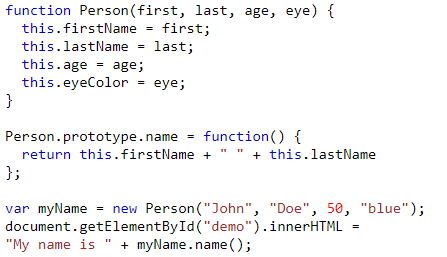 function Person(first, last, age, eye) {
  this.firstName = first;
  this.lastName = last;
  this.age = age;
  this.eyeColor = eye;
}

Person.prototype.name = function() {
  return this.firstName + " " + this.lastName
};

var myName = new Person("John", "Doe", 50, "blue");
document.getElementById("demo").innerHTML =
"My name is " + myName.name();